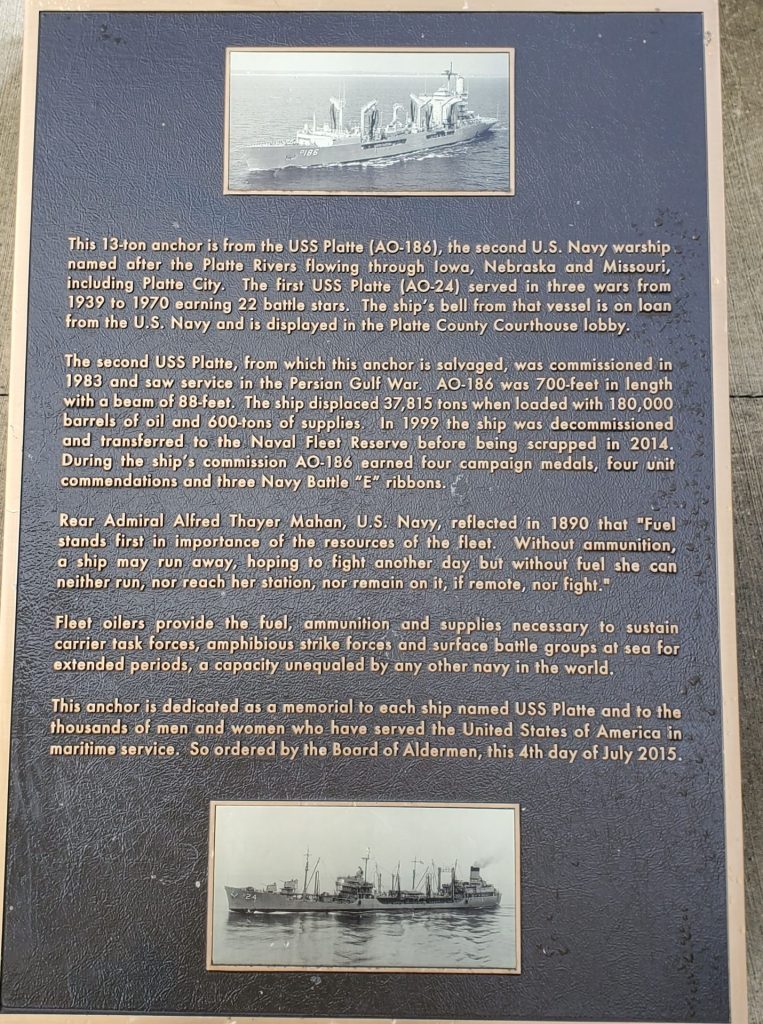 P186
This 13-ton anchor is from the USS Platte (AO-186), the second U.S. Navy warship
named after the Platte Rivers flowing through Iowa, Nebraska and Missouri,
including Platte City. The first USS Platte (AO-24) served in three wars from
1939 to 1970 earning 22 battle stars. The ship's bell from that vessel is on loan
from the U.S. Navy and is displayed in the Platte County Courthouse lobby.
The second USS Platte, from which this anchor is salvaged, was commissioned in
1983 and saw service in the Persian Gulf War. AO-186 was 700-feet in length
with a beam of 88-feet. The ship displaced 37,815 tons when loaded with 180,000
barrels of oil and 600-tons of supplies. In 1999 the ship was decommissioned
and transferred to the Naval Fleet Reserve before being scrapped in 2014.
During the ship's commission AO-186 earned four campaign medals, four unit
commendations and three Navy Battle "E" ribbons.
Rear Admiral Alfred Thayer Mahan, U.S. Navy, reflected in 1890 that "Fuel
stands first in importance of the resources of the fleet. Without ammunition,
a ship may run away, hoping to fight another day but without fuel she can
neither run, nor reach her station, nor remain on it, if remote, nor fight."
Fleet oilers provide the fuel, ammunition and supplies necessary to sustain
carrier task forces, amphibious strike forces and surface battle groups at sea for
extended periods, a capacity unequaled by any other navy in the world.
This anchor is dedicated as a memorial to each ship named USS Platte and to the
thousands of men and women who have served the United States of America in
maritime service. So ordered by the Board of Aldermen, this 4th day of July 2015.
24